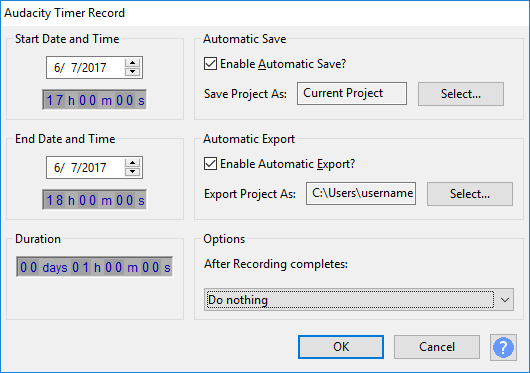 Audacity Timer Record
Start Date and Time
6/ 7/2017
17 h 00 m 00 s
End Date and Time
6/ 7/2017
18 h 00 m 00 s
Duration
00 days 01 h 00 m 00 s
Automatic Save
Enable Automatic Save?
Save Project As: Current Project Select...
Automatic Export
Enable Automatic Export?
Export Project As: C:\Users\username Select...
Options
After Recording completes:
Do nothing
OK Cancel ?